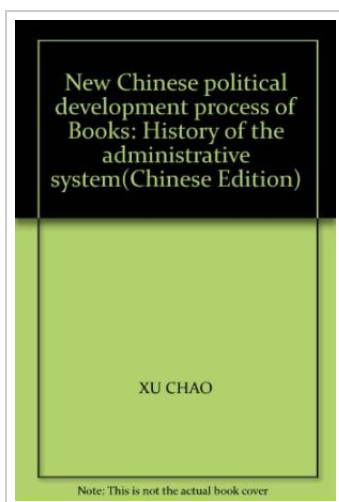 New Chinese political
development process of
Books: History of the
administrative
system(Chinese Edition)
XU CHAO
Note: This is not the actual book cover